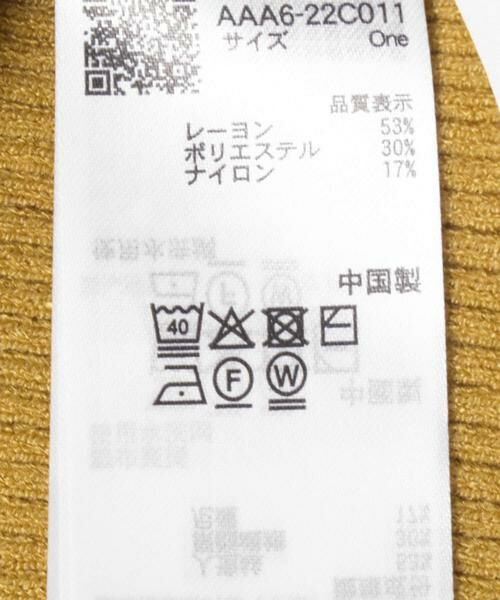 AAA6-22C011
サイズ One
品質表示
レーヨン 53%
ポリエステル 30%
ナイロン 17%
中国製
40
F W